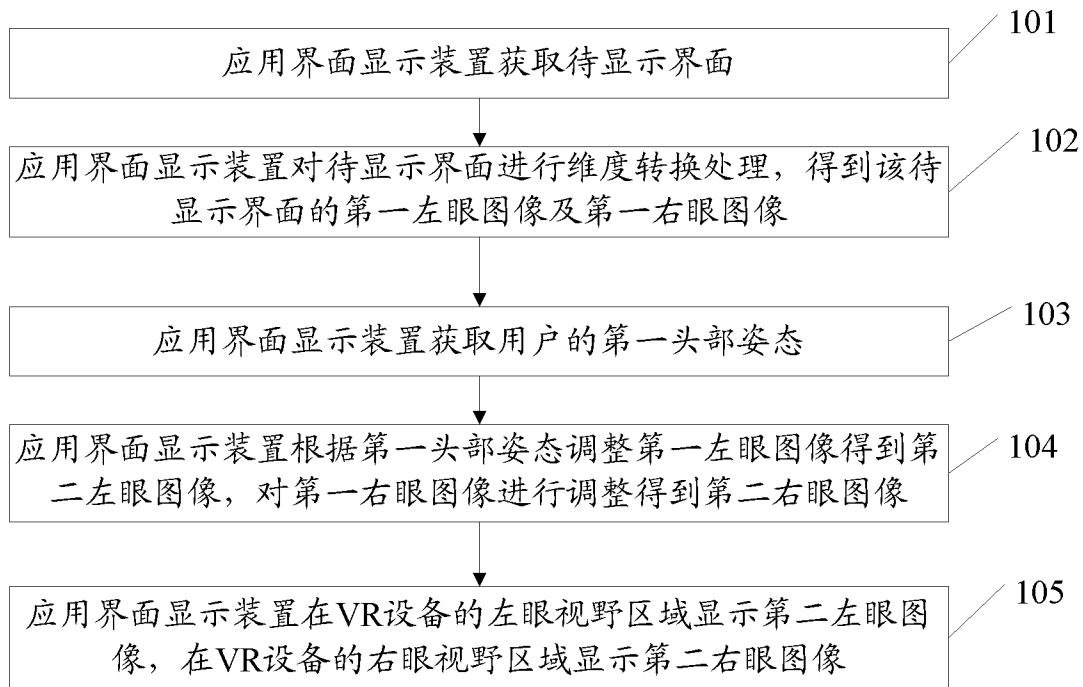 101
应用界面显示装置获取待显示界面
102
应用界面显示装置对待显示界面进行维度转换处理，得到该待
显示界面的第一左眼图像及第一右眼图像
103
应用界面显示装置获取用户的第一头部姿态
104
应用界面显示装置根据第一头部姿态调整第一左眼图像得到第
二左眼图像，对第一右眼图像进行调整得到第二右眼图像
105
应用界面显示装置在VR设备的左眼视野区域显示第二左眼图
像，在VR设备的右眼视野区域显示第二右眼图像